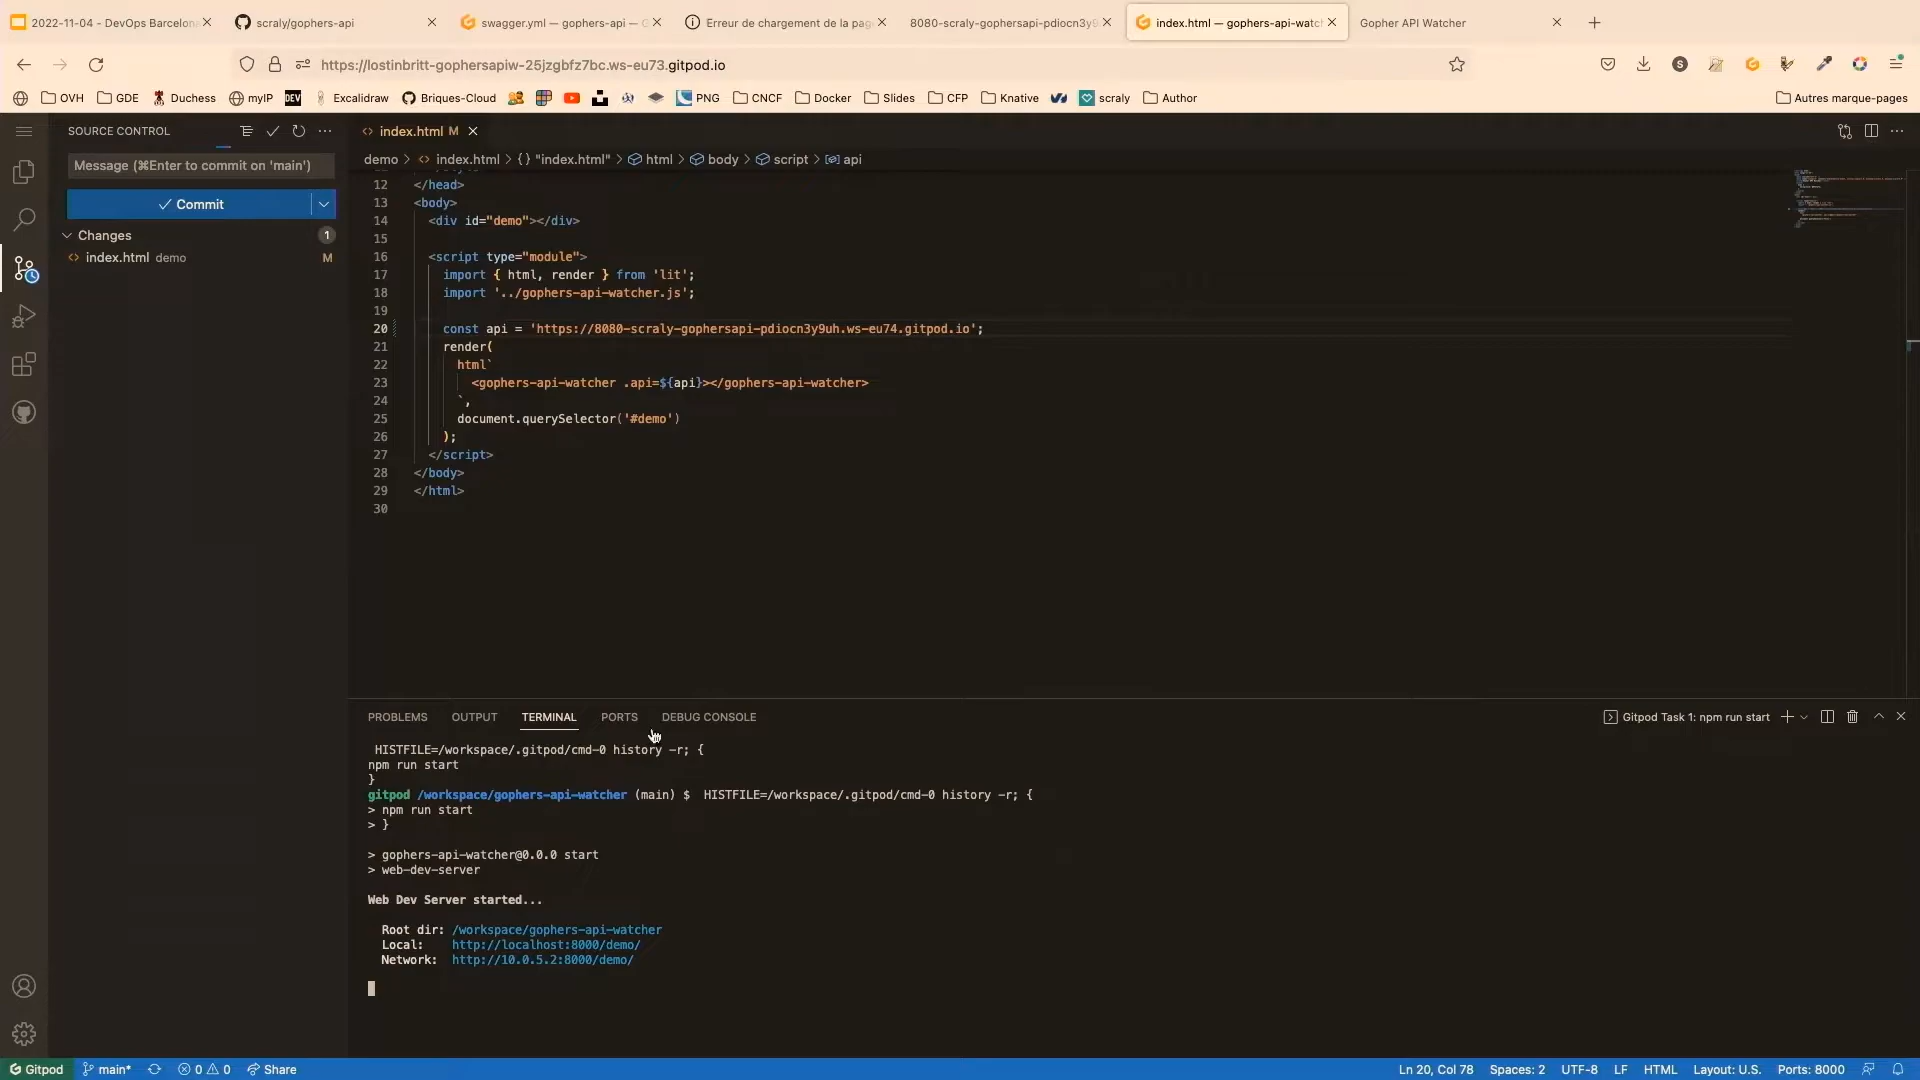 2022-11-04 - DevOps Barcelon
scraly/gophers-api
swagger.yml — gophers-api — G
Erreur de chargement de la pag
8080-scraly-gophersapi-pdiocn3y9
index.html — gophers-api-watc
Gopher API Watcher
https://lostinbritt-gophersapiw-25jzgbfz7bc.ws-eu73.gitpod.io
OVH
GDE
Duchess
myIP
DEV
Excalidraw
Briques-Cloud
PNG
CNCF
Docker
Slides
CFP
Knative
scraly
Author
Autres marque-pages
SOURCE CONTROL
Message (⌘Enter to commit on 'main')
Commit
Changes
1
index.html demo
M
index.html M
demo > index.html > {} "index.html" > html > body > script > api
12 </head>
13 <body>
14 <div id="demo"></div>
15
16 <script type="module">
17 import { html, render } from 'lit';
18 import '../gophers-api-watcher.js';
19
20 const api = 'https://8080-scraly-gophersapi-pdiocn3y9uh.ws-eu74.gitpod.io';
21 render(
22 html`
23 <gophers-api-watcher .api=${api}></gophers-api-watcher>
24 `,
25 document.querySelector('#demo')
26 );
27 </script>
28 </body>
29 </html>
30
PROBLEMS
OUTPUT
TERMINAL
PORTS
DEBUG CONSOLE
Gitpod Task 1: npm run start
HISTFILE=/workspace/.gitpod/cmd-0 history -r; {
npm run start
}
gitpod /workspace/gophers-api-watcher (main) $ HISTFILE=/workspace/.gitpod/cmd-0 history -r; {
> npm run start
> }
> gophers-api-watcher@0.0.0 start
> web-dev-server
Web Dev Server started...
Root dir: /workspace/gophers-api-watcher
Local: http://localhost:8000/demo/
Network: http://10.0.5.2:8000/demo/
Gitpod
main*
0
0
Share
Ln 20, Col 78
Spaces: 2
UTF-8
LF
HTML
Layout: U.S.
Ports: 8000